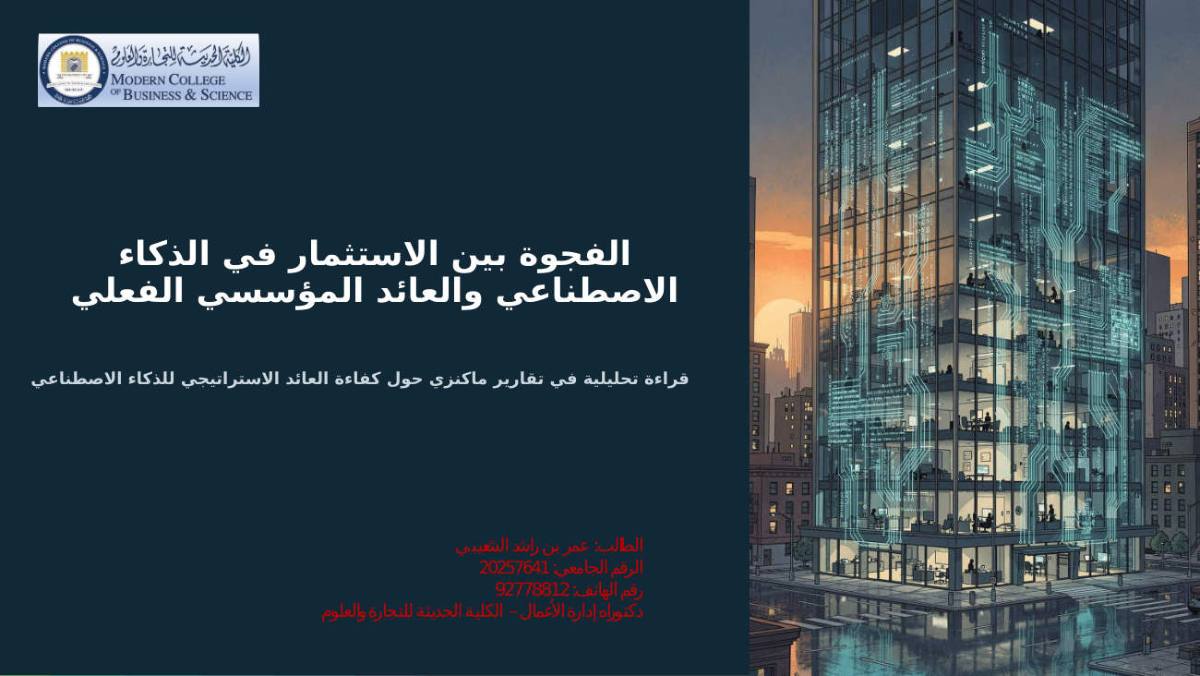 الكلية الحديثة للتجارة والعلوم
MODERN COLLEGE
OF BUSINESS & SCIENCE
الفجوة بين الاستثمار في الذكاء
الاصطناعي والعائد المؤسسي الفعلي
قراءة تحليلية في تقارير ماكنزي حول كفاءة العائد الاستراتيجي للذكاء الاصطناعي
الطالب: عمر بن راشد الشعيبي
الرقم الجامعي: 20257641
رقم الهاتف: 92778812
دكتوراه إدارة الأعمال – الكلية الحديثة للتجارة والعلوم